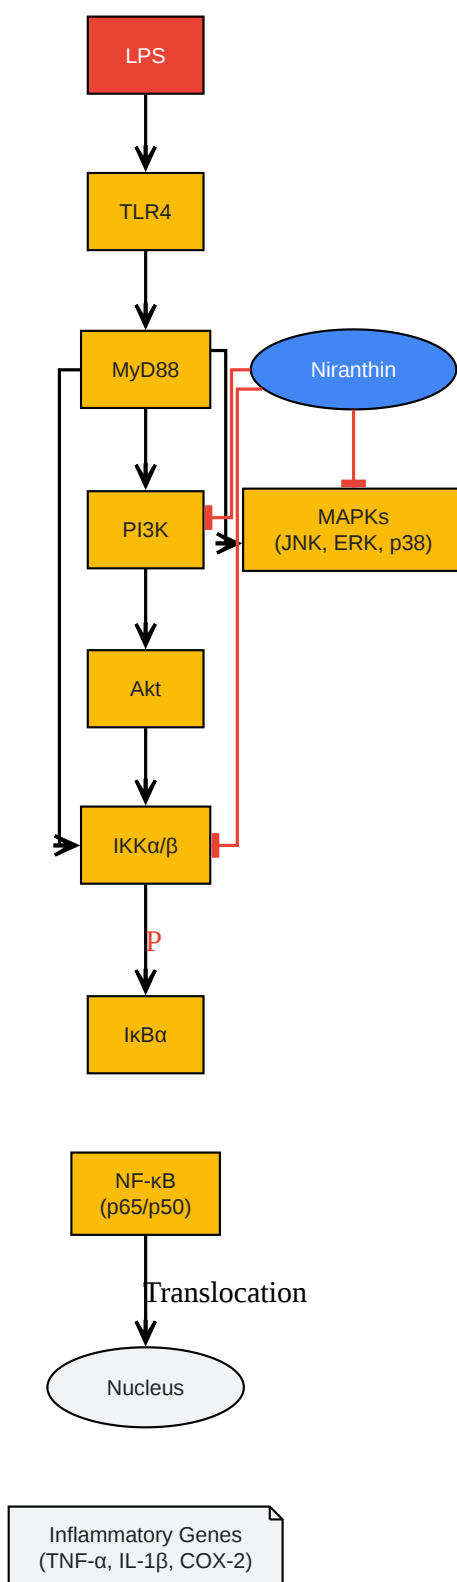 LPS
TLR4
MyD88
Niranthin
PI3K
MAPKs
(JNK, ERK, p38)
Akt
IKKα/β
P
IκBα
NF-κB
(p65/p50)
Translocation
Nucleus
Inflammatory Genes
(TNF-α, IL-1β, COX-2)